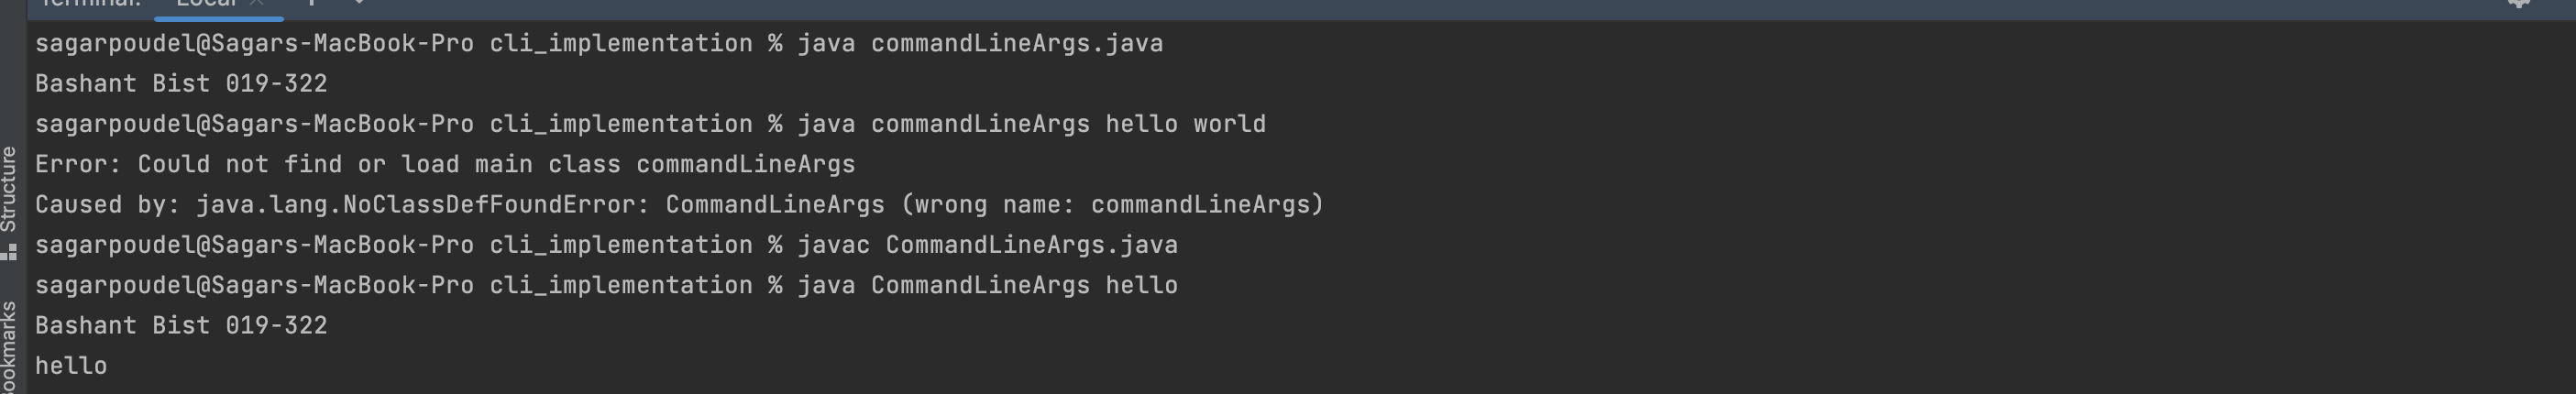 Terminal: Local
sagarpoudel@Sagars-MacBook-Pro cli_implementation % java commandLineArgs.java
Bashant Bist 019-322
sagarpoudel@Sagars-MacBook-Pro cli_implementation % java commandLineArgs hello world
Error: Could not find or load main class commandLineArgs
Caused by: java.lang.NoClassDefFoundError: CommandLineArgs (wrong name: commandLineArgs)
sagarpoudel@Sagars-MacBook-Pro cli_implementation % javac CommandLineArgs.java
sagarpoudel@Sagars-MacBook-Pro cli_implementation % java CommandLineArgs hello
Bashant Bist 019-322
hello
Structure
ookmarks